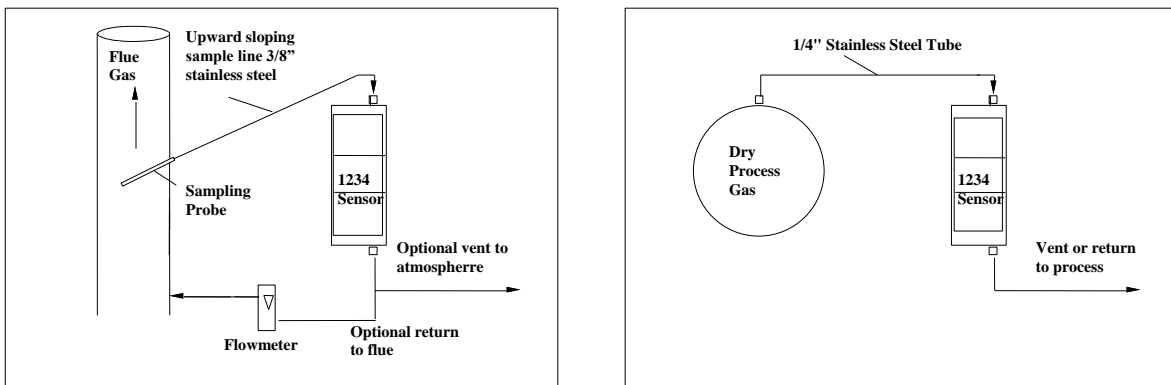 Upward sloping
sample line 3/8”
stainless steel
Flue
Gas
Sampling
Probe
1234
Sensor
Optional vent to
atmospherre
Optional return
to flue
Flowmeter
1/4" Stainless Steel Tube
Dry
Process
Gas
1234
Sensor
Vent or return
to process